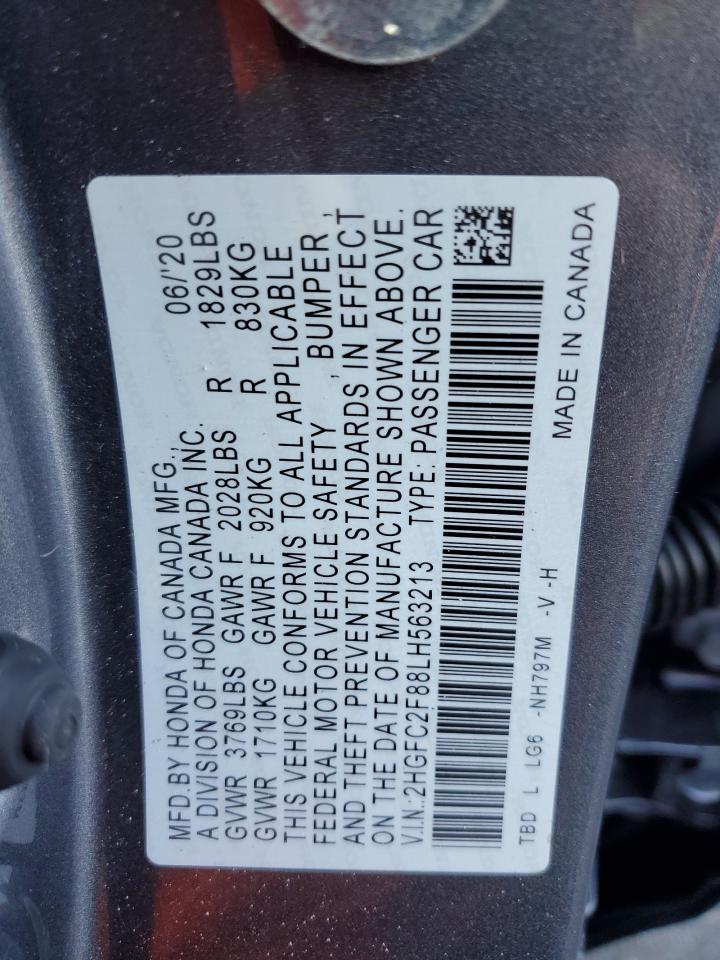 MFD.BY HONDA OF CANADA MFG., 06/'20
A DIVISION OF HONDA CANADA INC.
GVWR 3769LBS GAWR F 2028LBS R 1829LBS
GVWR 1710KG GAWR F 920KG R 830KG
THIS VEHICLE CONFORMS TO ALL APPLICABLE
FEDERAL MOTOR VEHICLE SAFETY , BUMPER ,
AND THEFT PREVENTION STANDARDS IN EFFECT
ON THE DATE OF MANUFACTURE SHOWN ABOVE.
V.I.N.:2HGFC2F88LH563213 TYPE: PASSENGER CAR
TBD L LG6 -NH797M -V -H
MADE IN CANADA